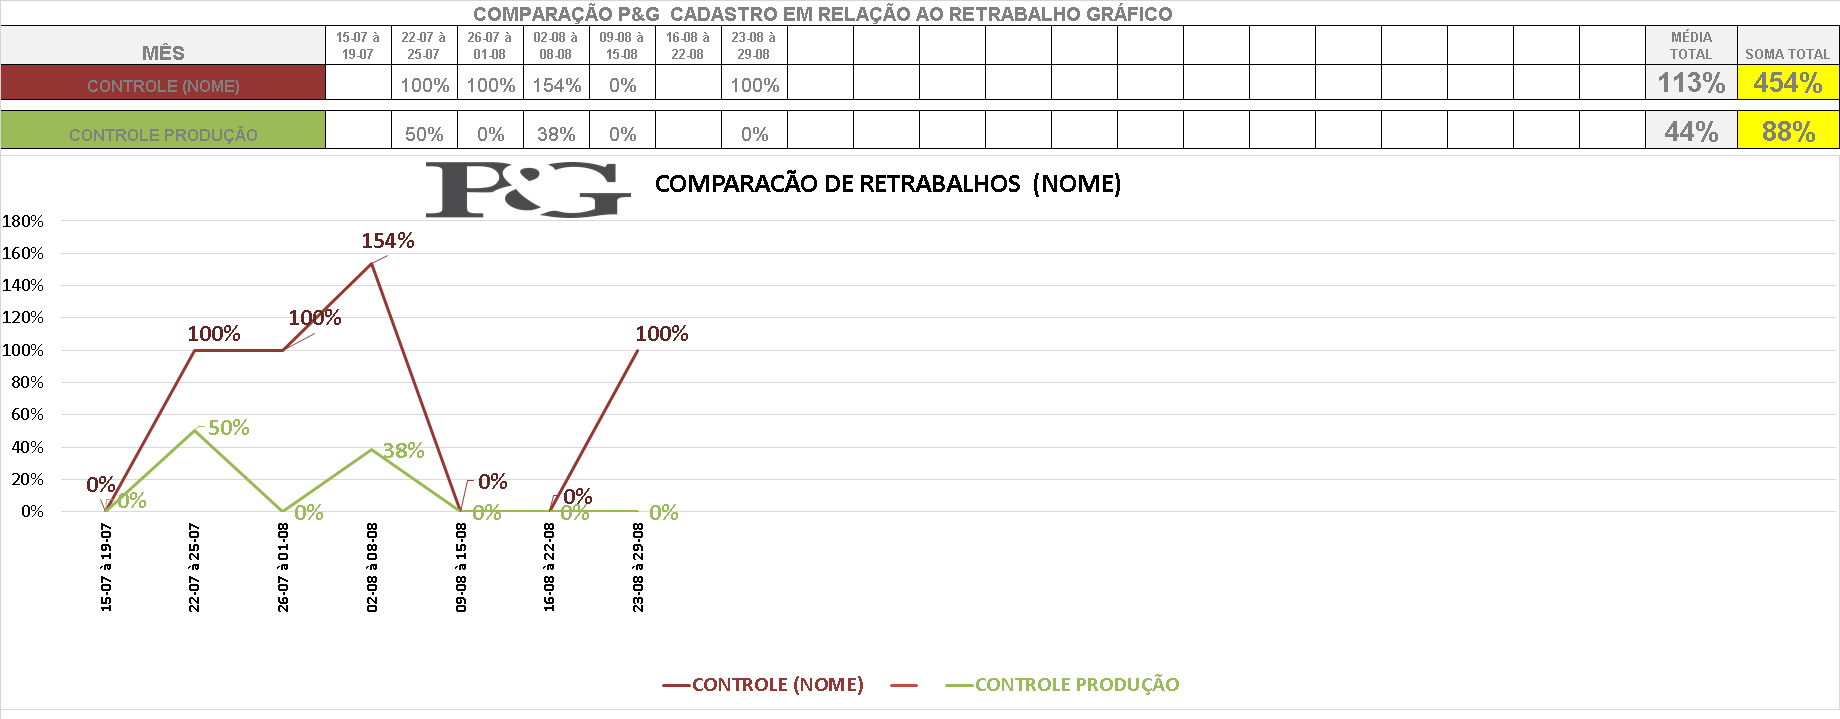 COMPARAÇÃO P&G CADASTRO EM RELAÇÃO AO RETRABALHO GRÁFICO
MÊS 15-07 à 19-07 22-07 à 25-07 26-07 à 01-08 02-08 à 08-08 09-08 à 15-08 16-08 à 22-08 23-08 à 29-08 MÉDIA TOTAL SOMA TOTAL
CONTROLE (NOME) 100% 100% 154% 0% 100% 113% 454%
CONTROLE PRODUÇÃO 50% 0% 38% 0% 0% 44% 88%
P&G COMPARACÃO DE RETRABALHOS (NOME)
180%
160%
140%
120%
100%
80%
60%
40%
20%
0%
0% 100% 100% 154% 0% 0% 100%
0% 50% 0% 38% 0% 0% 0%
15-07 à 19-07
22-07 à 25-07
26-07 à 01-08
02-08 à 08-08
09-08 à 15-08
16-08 à 22-08
23-08 à 29-08
CONTROLE (NOME) CONTROLE PRODUÇÃO